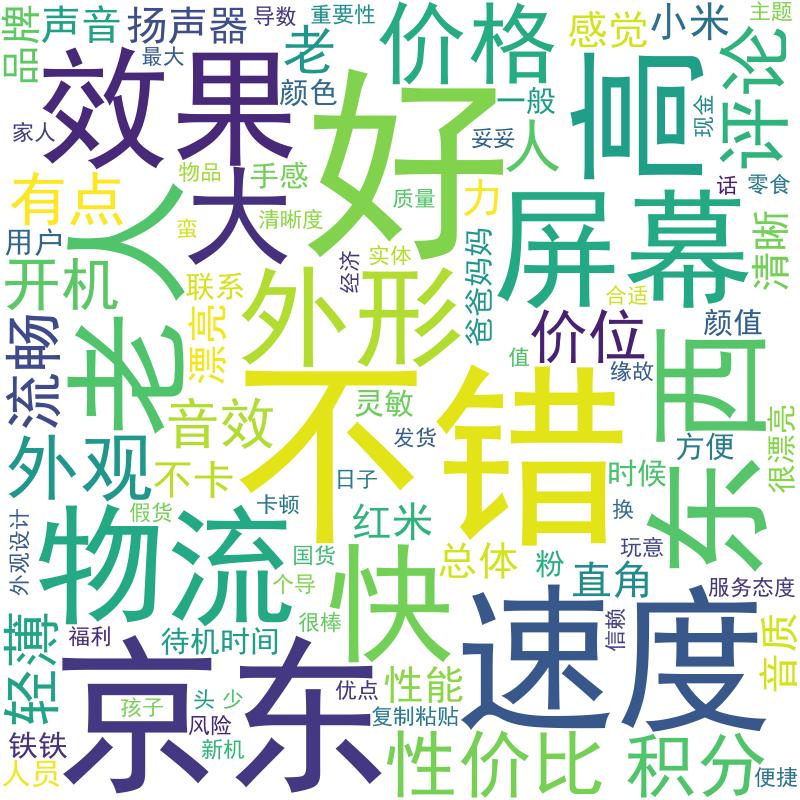 品牌
声音
扬声器
导数
重要性
主题
最大
老
价格
感觉
小米
效果
颜色
好
一般
高
现金
评论
家人
妥妥
人
物品
手感
大
质量
力
话
零食
有点
老人
蛮
清晰度
屏幕
清晰
用户
爸爸妈妈
开机
联系
外形
经济
实体
合适
漂亮
价位
颜值
流畅
值
缘故
东西
不错
灵敏
音效
外观
不卡
发货
方便
很漂亮
日子
时候
假货
卡顿
红米
换
外观设计
物流
国货
快
总体
玩意
粉
直角
个导
服务态度
速度
轻薄
福利
待机时间
很棒
信赖
音质
京东
孩子
头
少
优点
性能
风险
复制粘贴
铁铁
新机
性价比
积分
人员
便捷